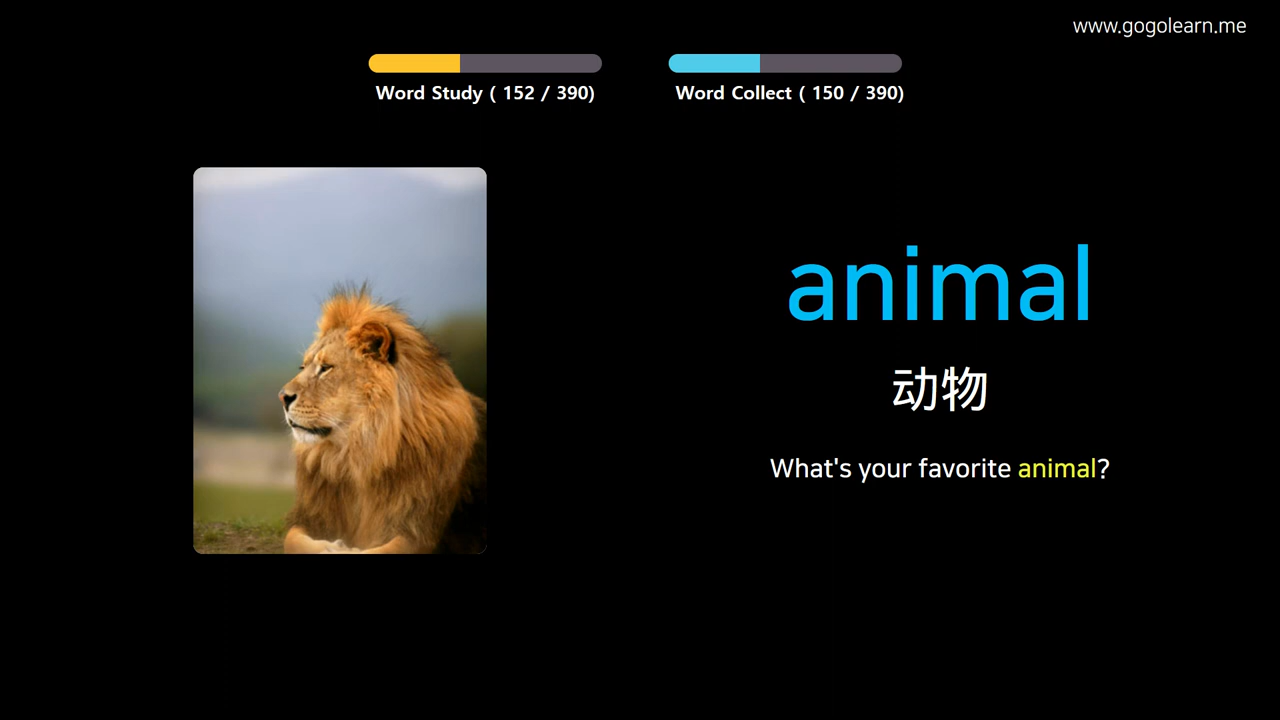 www.gogolearn.me
Word Study ( 152 / 390)
Word Collect ( 150 / 390)
animal
动物
What's your favorite animal?